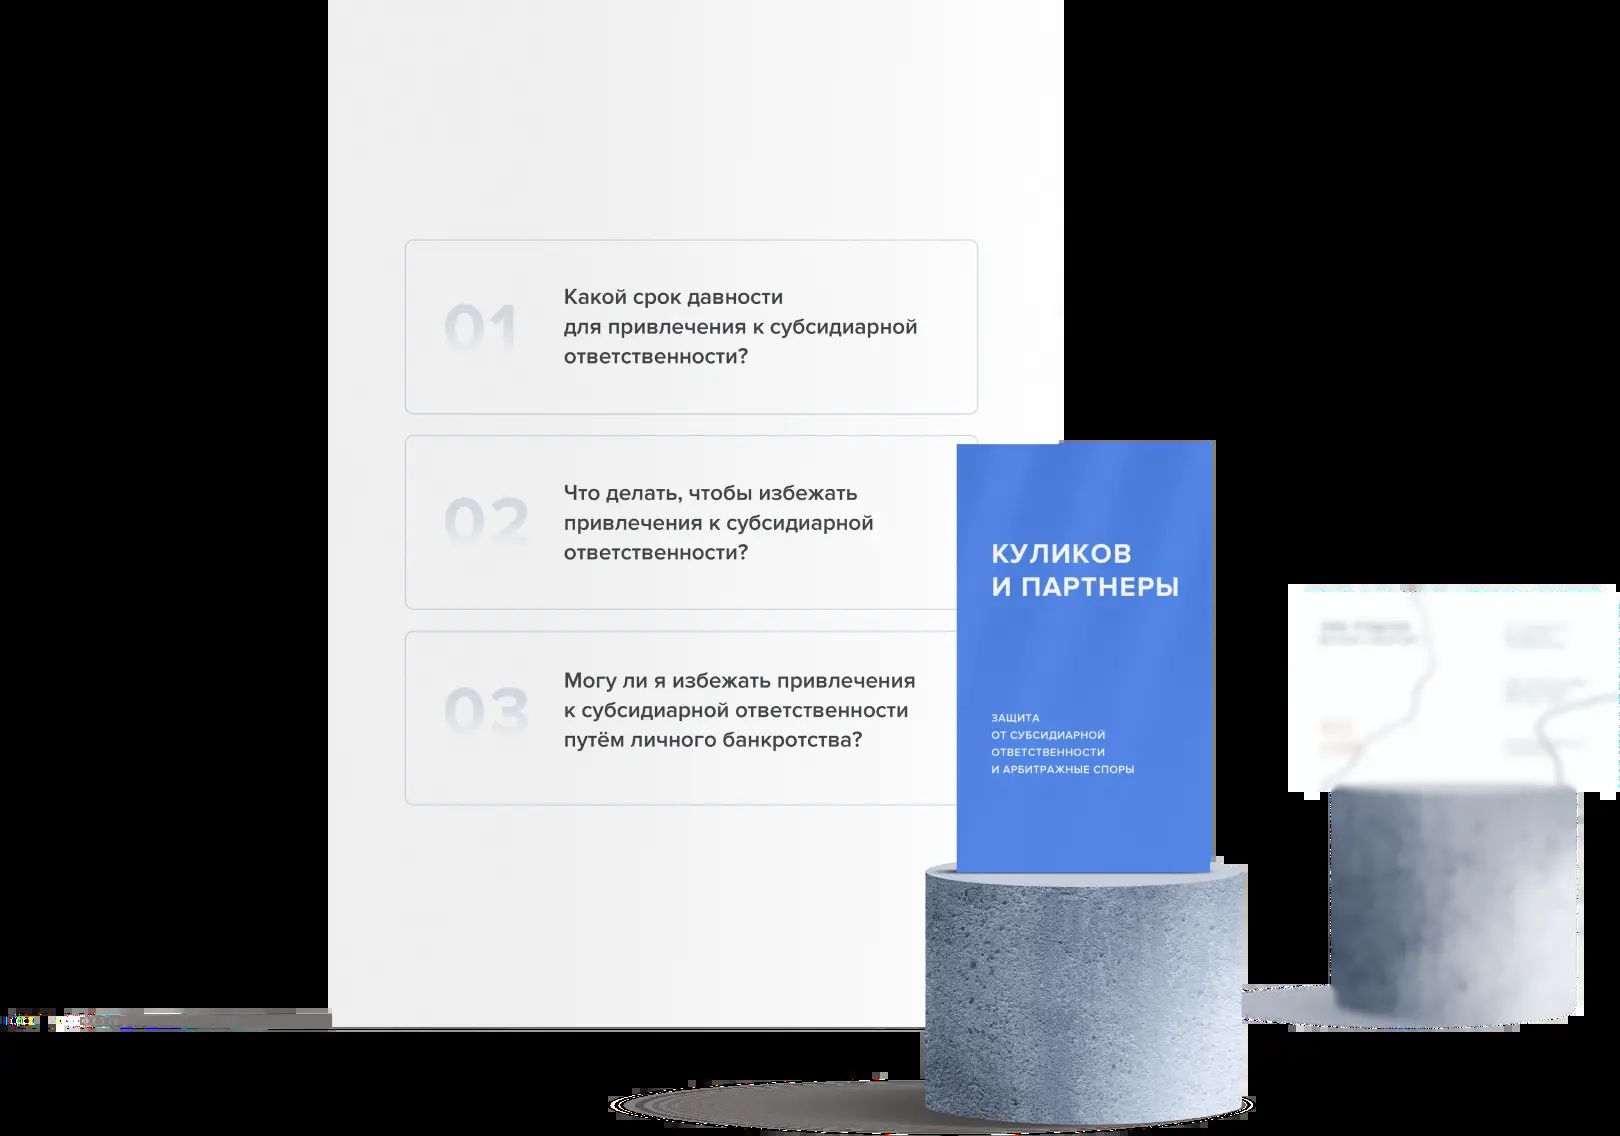 01
Какой срок давности
для привлечения к субсидиарной
ответственности?
02
Что делать, чтобы избежать
привлечения к субсидиарной
ответственности?
03
Могу ли я избежать привлечения
к субсидиарной ответственности
путём личного банкротства?
КУЛИКОВ
И ПАРТНЕРЫ
ЗАЩИТА
ОТ СУБСИДИАРНОЙ
ОТВЕТСТВЕННОСТИ
И АРБИТРАЖНЫЕ СПОРЫ